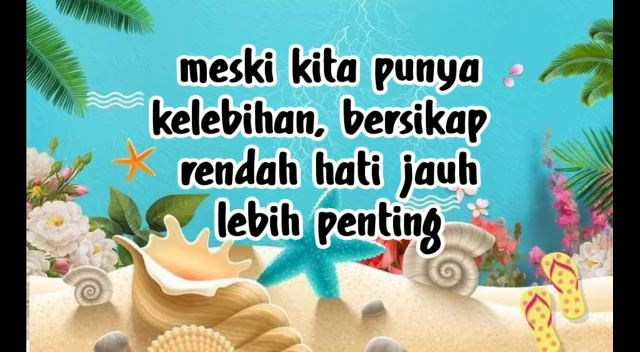 meski kita punya
kelebihan, bersikap
rendah hati jauh
lebih penting